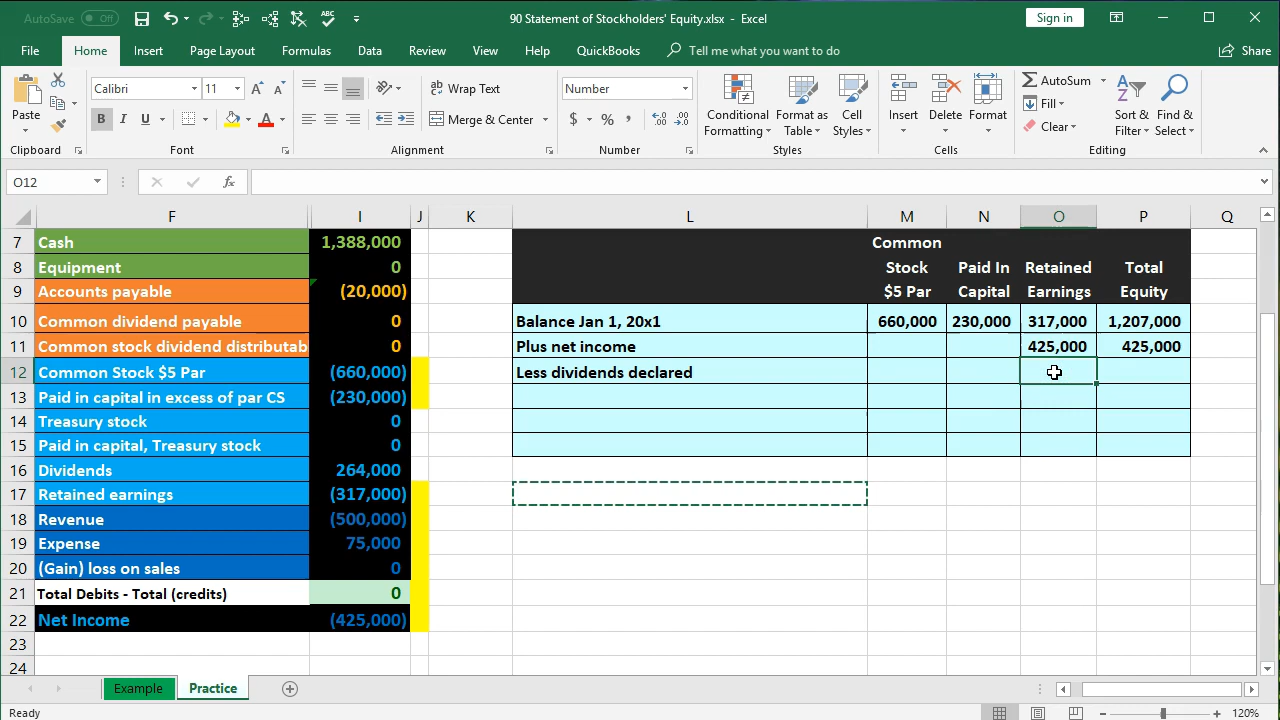 AutoSave Off 90 Statement of Stockholders' Equity.xlsx - Excel Sign in
File Home Insert Page Layout Formulas Data Review View Help QuickBooks Tell me what you want to do Share
Paste Calibri 11 Wrap Text Number Conditional Formatting Format as Table Cell Styles Insert Delete Format AutoSum Sort & Filter Find & Select
B I U Merge & Center $ % , Fill
Clear
Clipboard Font Alignment Number Styles Cells Editing
O12 fx
F I J K L M N O P Q
7 Cash 1,388,000 Common
8 Equipment 0 Stock Paid In Retained Total
9 Accounts payable (20,000) $5 Par Capital Earnings Equity
10 Common dividend payable 0 Balance Jan 1, 20x1 660,000 230,000 317,000 1,207,000
11 Common stock dividend distributab 0 Plus net income 425,000 425,000
12 Common Stock $5 Par (660,000) Less dividends declared
13 Paid in capital in excess of par CS (230,000)
14 Treasury stock 0
15 Paid in capital, Treasury stock 0
16 Dividends 264,000
17 Retained earnings (317,000)
18 Revenue (500,000)
19 Expense 75,000
20 (Gain) loss on sales 0
21 Total Debits - Total (credits) 0
22 Net Income (425,000)
23
24
Example Practice
Ready 120%